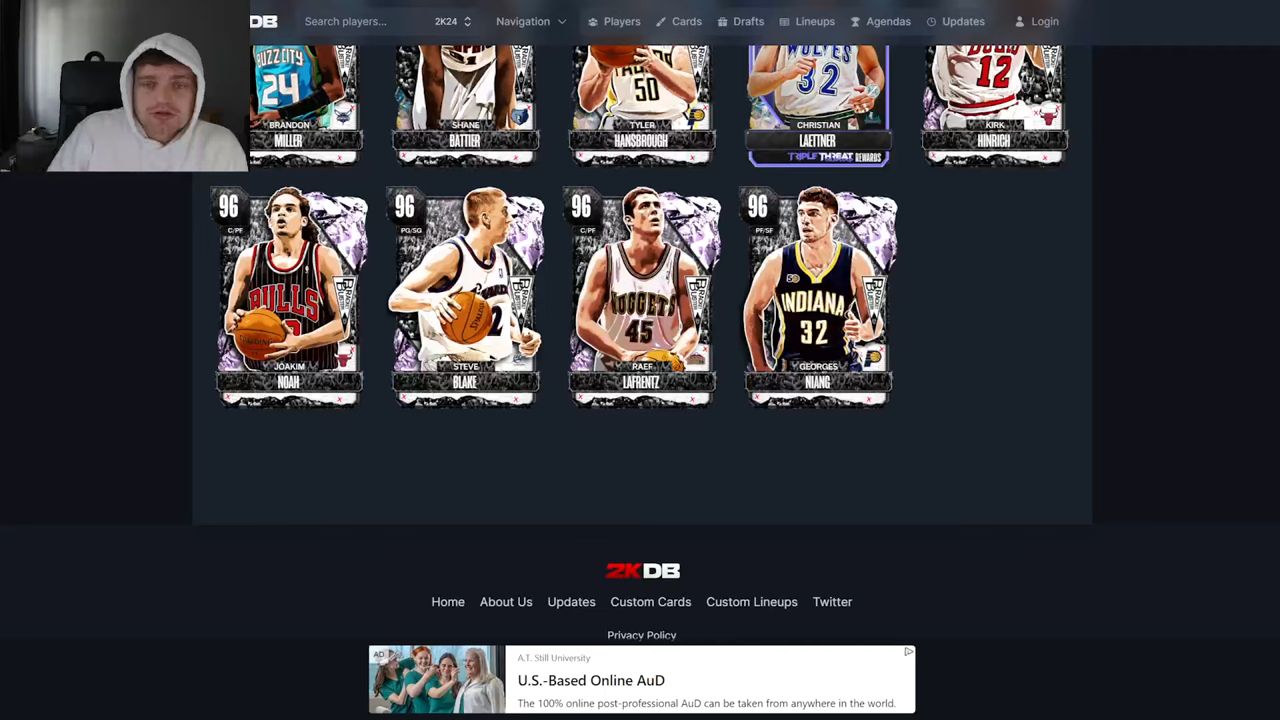 DB
Search players...
2K24
Navigation
Players
Cards
Drafts
Lineups
Agendas
Updates
Login
BUZZ CITY
24
BRANDON
MILLER
SHANE
BATTIER
50
TYLER
HANSBROUGH
WOLVES
32
CHRISTIAN
LAETTNER
TRIPLE THREAT REWARDS
12
KIRK
HINRICH
96
C/PF
BULLS
JOAKIM
NOAH
96
PG/SG
2
STEVE
BLAKE
96
C/PF
NUGGETS
45
RAEF
LAFRENTZ
96
PF/SF
INDIANA
32
GEORGES
NIANG
2KDB
Home
About Us
Updates
Custom Cards
Custom Lineups
Twitter
Privacy Policy
AD
A.T. Still University
U.S.-Based Online AuD
The 100% online post-professional AuD can be taken from anywhere in the world.